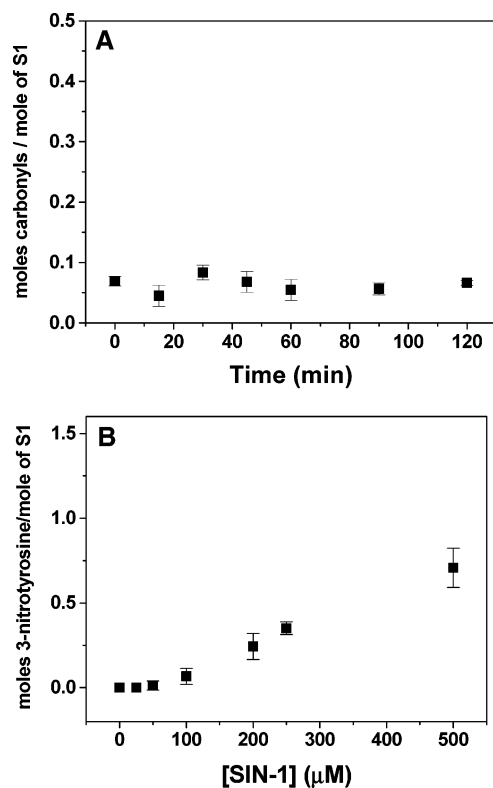 A
moles carbonyls / mole of S1
0.5
0.4
0.3
0.2
0.1
0.0
0 20 40 60 80 100 120
Time (min)
B
moles 3-nitrotyrosine/mole of S1
1.5
1.0
0.5
0.0
0 100 200 300 400 500
[SIN-1] (μM)